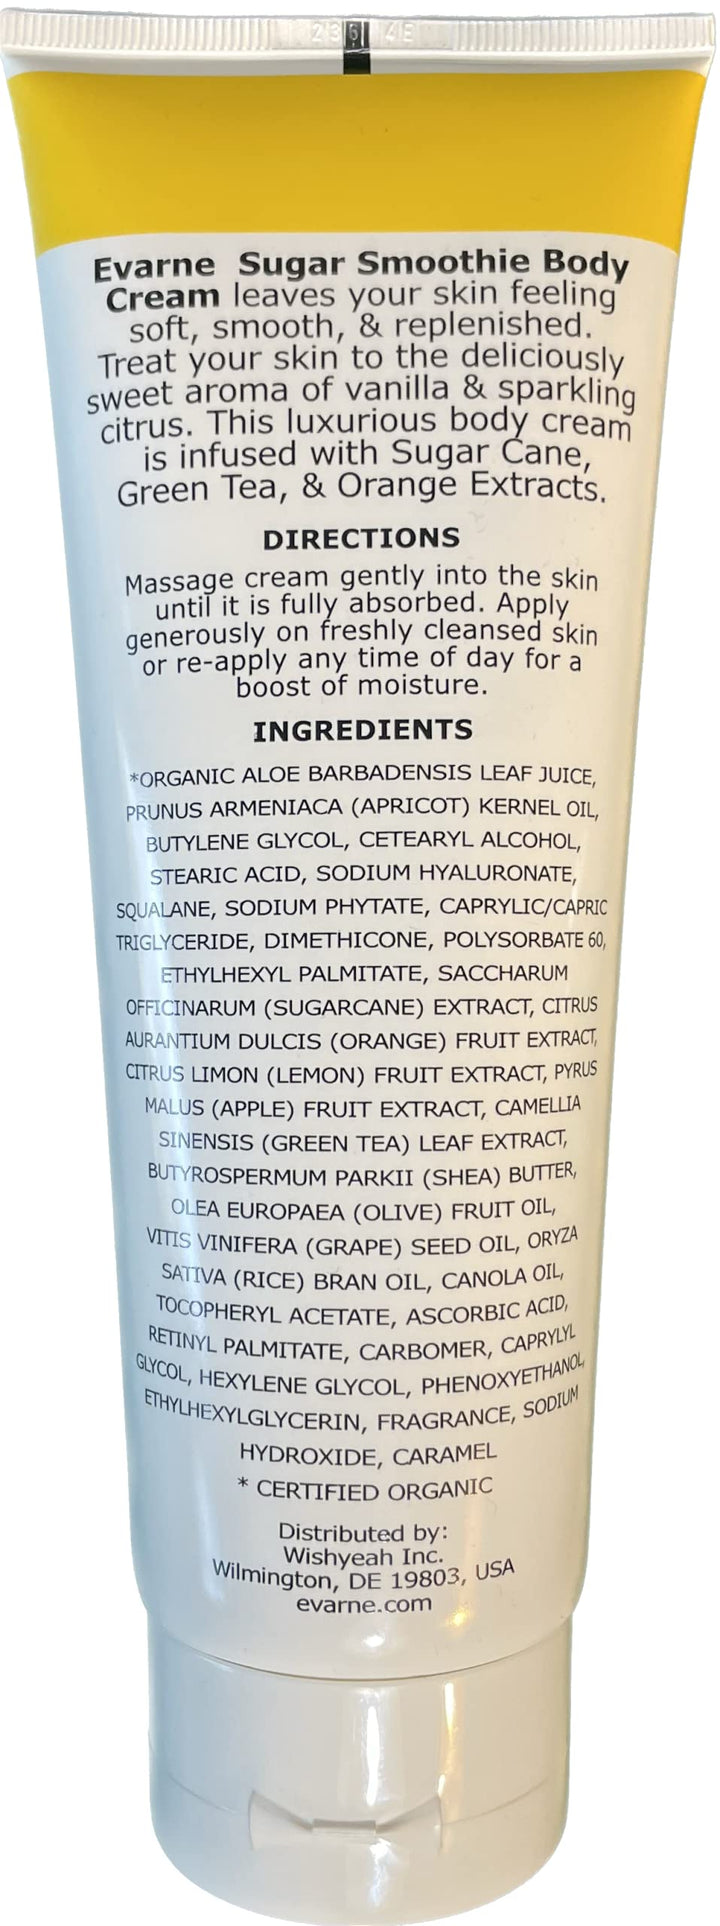 236 4E
Evarne Sugar Smoothie Body
Cream leaves your skin feeling
soft, smooth, & replenished.
Treat your skin to the deliciously
sweet aroma of vanilla & sparkling
citrus. This luxurious body cream
is infused with Sugar Cane,
Green Tea, & Orange Extracts.
DIRECTIONS
Massage cream gently into the skin
until it is fully absorbed. Apply
generously on freshly cleansed skin
or re-apply any time of day for a
boost of moisture.
INGREDIENTS
*ORGANIC ALOE BARBADENSIS LEAF JUICE,
PRUNUS ARMENIACA (APRICOT) KERNEL OIL,
BUTYLENE GLYCOL, CETEARYL ALCOHOL,
STEARIC ACID, SODIUM HYALURONATE,
SQUALANE, SODIUM PHYTATE, CAPRYLIC/CAPRIC
TRIGLYCERIDE, DIMETHICONE, POLYSORBATE 60,
ETHYLHEXYL PALMITATE, SACCHARUM
OFFICINARUM (SUGARCANE) EXTRACT, CITRUS
AURANTIUM DULCIS (ORANGE) FRUIT EXTRACT,
CITRUS LIMON (LEMON) FRUIT EXTRACT, PYRUS
MALUS (APPLE) FRUIT EXTRACT, CAMELLIA
SINENSIS (GREEN TEA) LEAF EXTRACT,
BUTYROSPERMUM PARKII (SHEA) BUTTER,
OLEA EUROPAEA (OLIVE) FRUIT OIL,
VITIS VINIFERA (GRAPE) SEED OIL, ORYZA
SATIVA (RICE) BRAN OIL, CANOLA OIL,
TOCOPHERYL ACETATE, ASCORBIC ACID,
RETINYL PALMITATE, CARBOMER, CAPRYLYL
GLYCOL, HEXYLENE GLYCOL, PHENOXYETHANOL,
ETHYLHEXYLGLYCERIN, FRAGRANCE, SODIUM
HYDROXIDE, CARAMEL
* CERTIFIED ORGANIC
Distributed by:
Wishyeah Inc.
Wilmington, DE 19803, USA
evarne.com